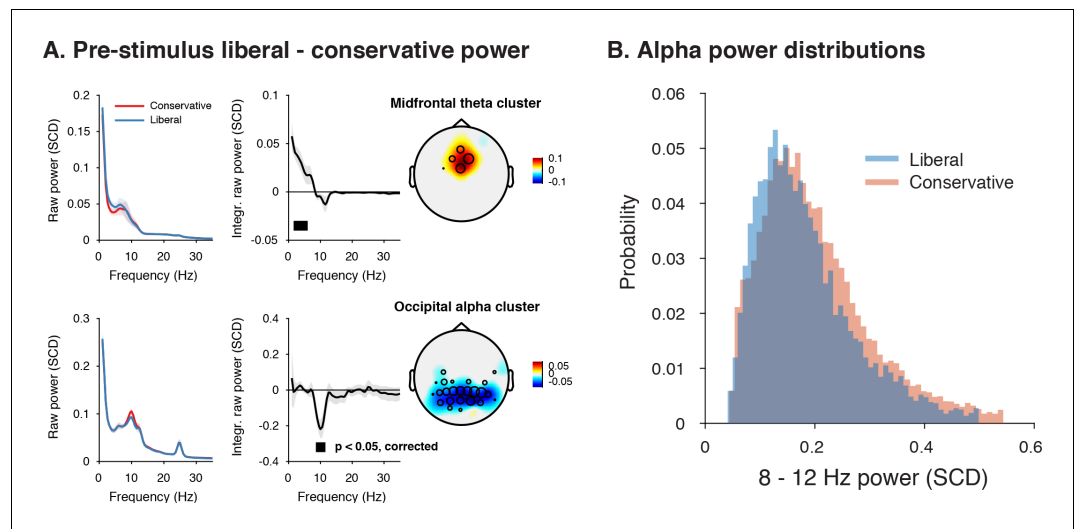 A. Pre-stimulus liberal - conservative power
B. Alpha power distributions
0.2
0.15
0.1
0.05
0
Raw power (SCD)
Conservative
Liberal
0 10 20 30
Frequency (Hz)
0.1
0.05
0
-0.05
Integr. raw power (SCD)
0 10 20 30
Frequency (Hz)
Midfrontal theta cluster
0.1
0
-0.1
0.3
0.2
0.1
0
Raw power (SCD)
0 10 20 30
Frequency (Hz)
0.4
0.2
0
-0.2
-0.4
Integr. raw power (SCD)
p < 0.05, corrected
0 10 20 30
Frequency (Hz)
Occipital alpha cluster
0.05
0
-0.05
0.06
0.05
0.04
0.03
0.02
0.01
0
Probability
Liberal
Conservative
0 0.2 0.4 0.6
8 - 12 Hz power (SCD)